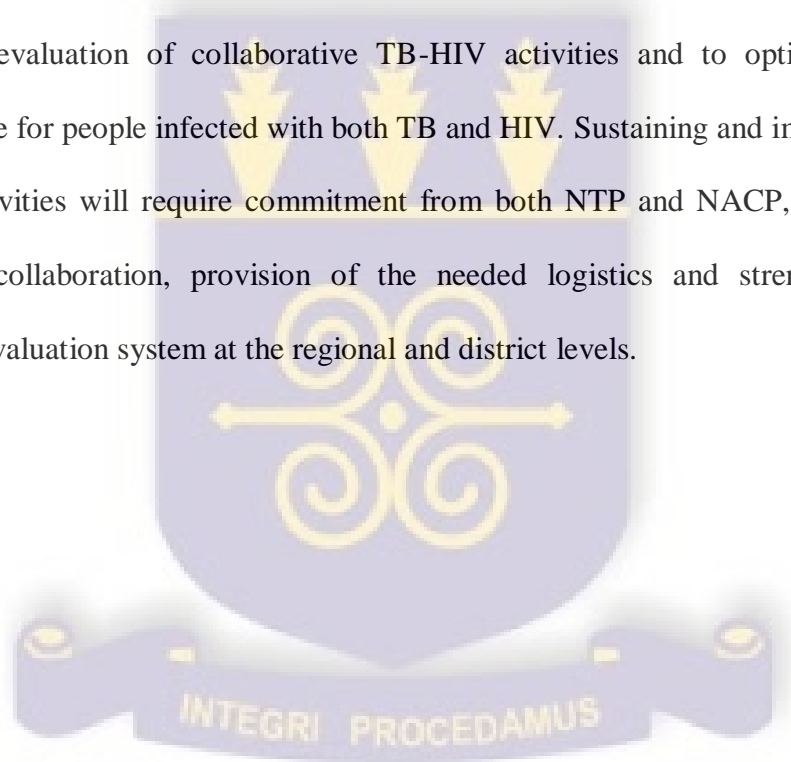 evaluation of collaborative TB-HIV activities and to opti
e for people infected with both TB and HIV. Sustaining and in
vities will require commitment from both NTP and NACP,
collaboration, provision of the needed logistics and stren
valuation system at the regional and district levels.
INTEGRI PROCEDAMUS